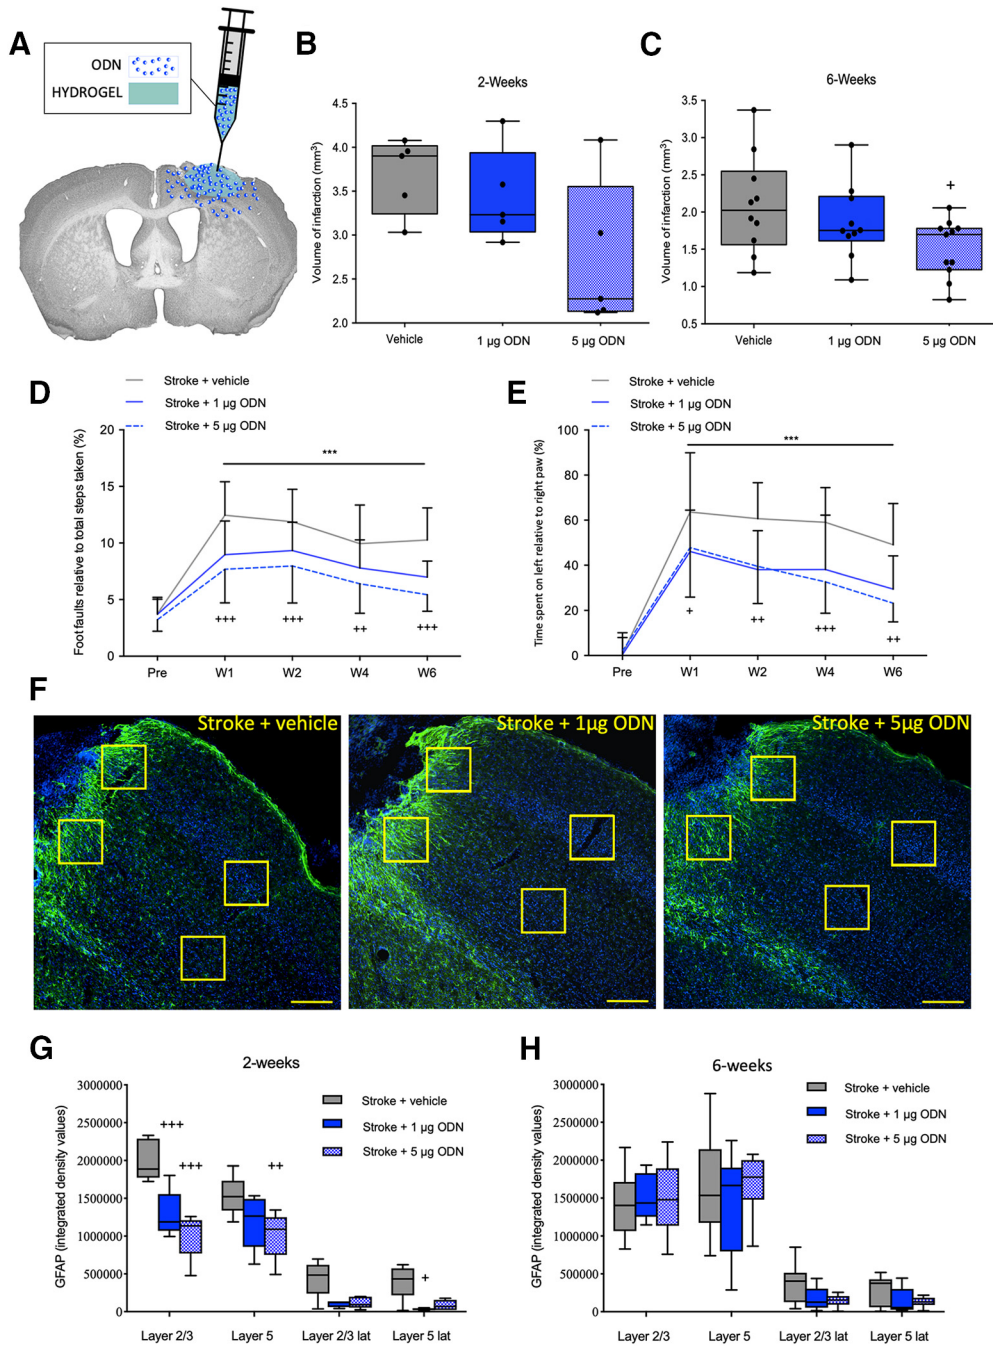 A
ODN
HYDROGEL
B
2-Weeks
Volume of infarction (mm³)
4.5
4.0
3.5
3.0
2.5
2.0
Vehicle
1 µg ODN
5 µg ODN
C
6-Weeks
Volume of infarction (mm³)
3.5
3.0
2.5
2.0
1.5
1.0
0.5
+
Vehicle
1 µg ODN
5 µg ODN
D
Stroke + vehicle
Stroke + 1 µg ODN
Stroke + 5 µg ODN
Foot faults relative to total steps taken (%)
20
15
10
5
0
***
+++
+++
++
+++
Pre
W1
W2
W4
W6
E
Stroke + vehicle
Stroke + 1 µg ODN
Stroke + 5 µg ODN
Time spent on left relative to right paw (%)
100
80
60
40
20
0
***
+
++
+++
++
Pre
W1
W2
W4
W6
F
Stroke + vehicle
Stroke + 1µg ODN
Stroke + 5µg ODN
G
2-weeks
GFAP (integrated density values)
3000000
2500000
2000000
1500000
1000000
500000
0
Stroke + vehicle
Stroke + 1 µg ODN
Stroke + 5 µg ODN
+++
+++
++
+
Layer 2/3
Layer 5
Layer 2/3 lat
Layer 5 lat
H
6-weeks
GFAP (integrated density values)
3000000
2500000
2000000
1500000
1000000
500000
0
Stroke + vehicle
Stroke + 1 µg ODN
Stroke + 5 µg ODN
Layer 2/3
Layer 5
Layer 2/3 lat
Layer 5 lat